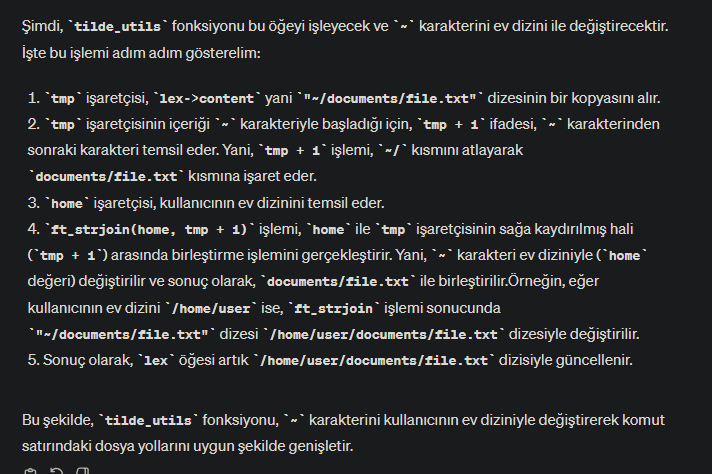 Şimdi, `tilde_utils` fonksiyonu bu öğeyi işleyecek ve `~` karakterini ev dizini ile değiştirecektir.
İşte bu işlemi adım adım gösterelim:
1. `tmp` işaretçisi, `lex->content` yani `"~/documents/file.txt"` dizesinin bir kopyasını alır.
2. `tmp` işaretçisinin içeriği `~` karakteriyle başladığı için, `tmp + 1` ifadesi, `~` karakterinden
sonraki karakteri temsil eder. Yani, `tmp + 1` işlemi, `~/` kısmını atlayarak
`documents/file.txt` kısmına işaret eder.
3. `home` işaretçisi, kullanıcının ev dizinini temsil eder.
4. `ft_strjoin(home, tmp + 1)` işlemi, `home` ile `tmp` işaretçisinin sağa kaydırılmış hali
(`tmp + 1`) arasında birleştirme işlemini gerçekleştirir. Yani, `~` karakteri ev diziniyle (`home`
değeri) değiştirilir ve sonuç olarak, `documents/file.txt` ile birleştirilir.Örneğin, eğer
kullanıcının ev dizini `/home/user` ise, `ft_strjoin` işlemi sonucunda
`"~/documents/file.txt"` dizesi `/home/user/documents/file.txt` dizesiyle değiştirilir.
5. Sonuç olarak, `lex` öğesi artık `/home/user/documents/file.txt` dizisiyle güncellenir.
Bu şekilde, `tilde_utils` fonksiyonu, `~` karakterini kullanıcının ev diziniyle değiştirerek komut
satırındaki dosya yollarını uygun şekilde genişletir.